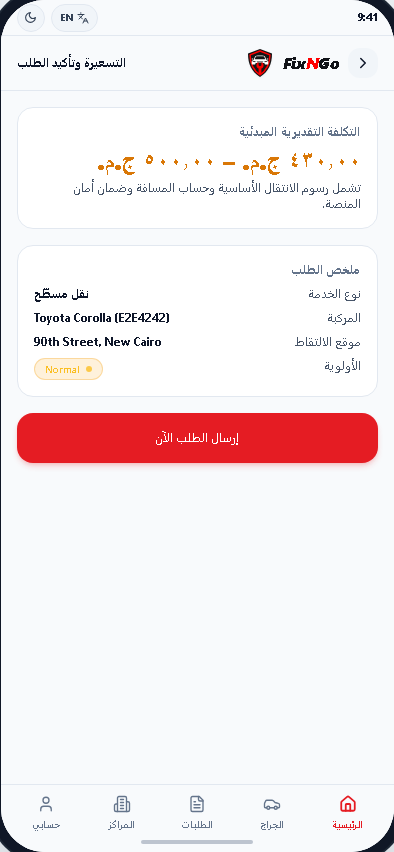 9:41
EN
FixNGo
التسعيرة وتأكيد الطلب
التكلفة التقديرية المبدئية
٤٣٠٫٠٠ ج.م. – ٥٠٠٫٠٠ ج.م.
تشمل رسوم الانتقال الأساسية وحساب المسافة وضمان أمان
المنصة.
ملخص الطلب
نوع الخدمة نقل مسطّح
المركبة Toyota Corolla (E2E4242)
موقع الالتقاط 90th Street, New Cairo
الأولوية Normal
إرسال الطلب الآن
الرئيسية الجراج الطلبات المراكز حسابي